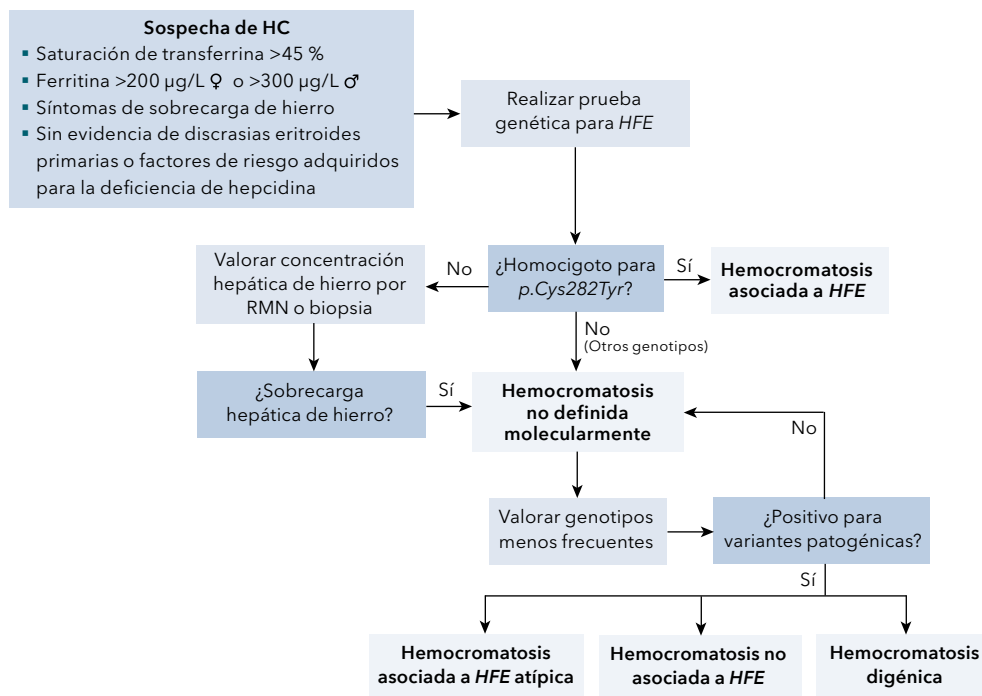 Sospecha de HC
▪ Saturación de transferrina >45 %
▪ Ferritina >200 µg/L ♀ o >300 µg/L ♂
▪ Síntomas de sobrecarga de hierro
▪ Sin evidencia de discrasias eritroides
primarias o factores de riesgo adquiridos
para la deficiencia de hepcidina
Realizar prueba
genética para HFE
¿Homocigoto para
p.Cys282Tyr?
Sí
Hemocromatosis
asociada a HFE
No
Valorar concentración
hepática de hierro por
RMN o biopsia
No
(Otros genotipos)
¿Sobrecarga
hepática de hierro?
Sí
Hemocromatosis
no definida
molecularmente
No
Valorar genotipos
menos frecuentes
¿Positivo para
variantes patogénicas?
Sí
Hemocromatosis
asociada a HFE atípica
Hemocromatosis no
asociada a HFE
Hemocromatosis
digénica